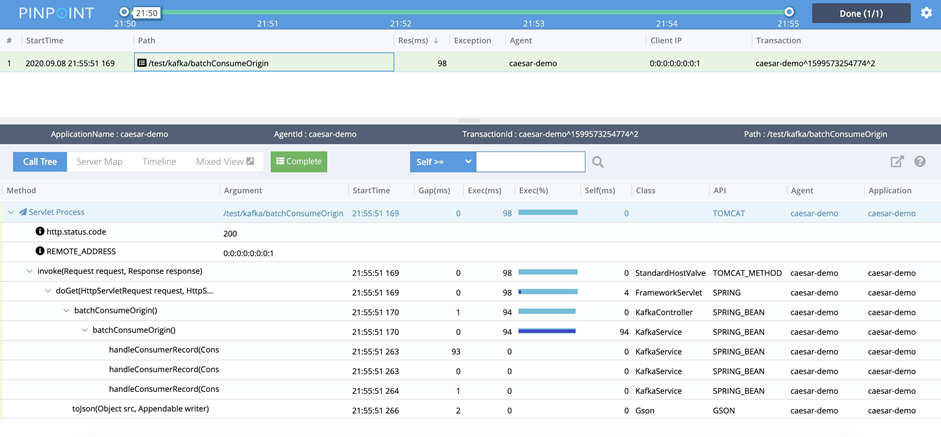 PINPOINT 21:50 Done (1/1)
21:50 21:51 21:52 21:53 21:54 21:55
# StartTime Path Res(ms) ↓ Exception Agent Client IP Transaction
1 2020.09.08 21:55:51 169 /test/kafka/batchConsumeOrigin 98 caesar-demo 0:0:0:0:0:0:0:1 caesar-demo^1599573254774^2
ApplicationName : caesar-demo AgentId : caesar-demo TransactionId : caesar-demo^1599573254774^2 Path : /test/kafka/batchConsumeOrigin
Call Tree Server Map Timeline Mixed View Complete Self >=
Method Argument StartTime Gap(ms) Exec(ms) Exec(%) Self(ms) Class API Agent Application
Servlet Process /test/kafka/batchConsumeOrigin 21:55:51 169 0 98 0 TOMCAT caesar-demo caesar-demo
http.status.code 200
REMOTE_ADDRESS 0:0:0:0:0:0:0:1
invoke(Request request, Response response) 21:55:51 169 0 98 0 StandardHostValve TOMCAT_METHOD caesar-demo caesar-demo
doGet(HttpServletRequest request, HttpS... 21:55:51 169 0 98 4 FrameworkServlet SPRING caesar-demo caesar-demo
batchConsumeOrigin() 21:55:51 170 1 94 0 KafkaController SPRING_BEAN caesar-demo caesar-demo
batchConsumeOrigin() 21:55:51 170 0 94 94 KafkaService SPRING_BEAN caesar-demo caesar-demo
handleConsumerRecord(Cons 21:55:51 263 93 0 0 KafkaService SPRING_BEAN caesar-demo caesar-demo
handleConsumerRecord(Cons 21:55:51 263 0 0 0 KafkaService SPRING_BEAN caesar-demo caesar-demo
handleConsumerRecord(Cons 21:55:51 264 1 0 0 KafkaService SPRING_BEAN caesar-demo caesar-demo
toJson(Object src, Appendable writer) 21:55:51 266 2 0 0 Gson GSON caesar-demo caesar-demo